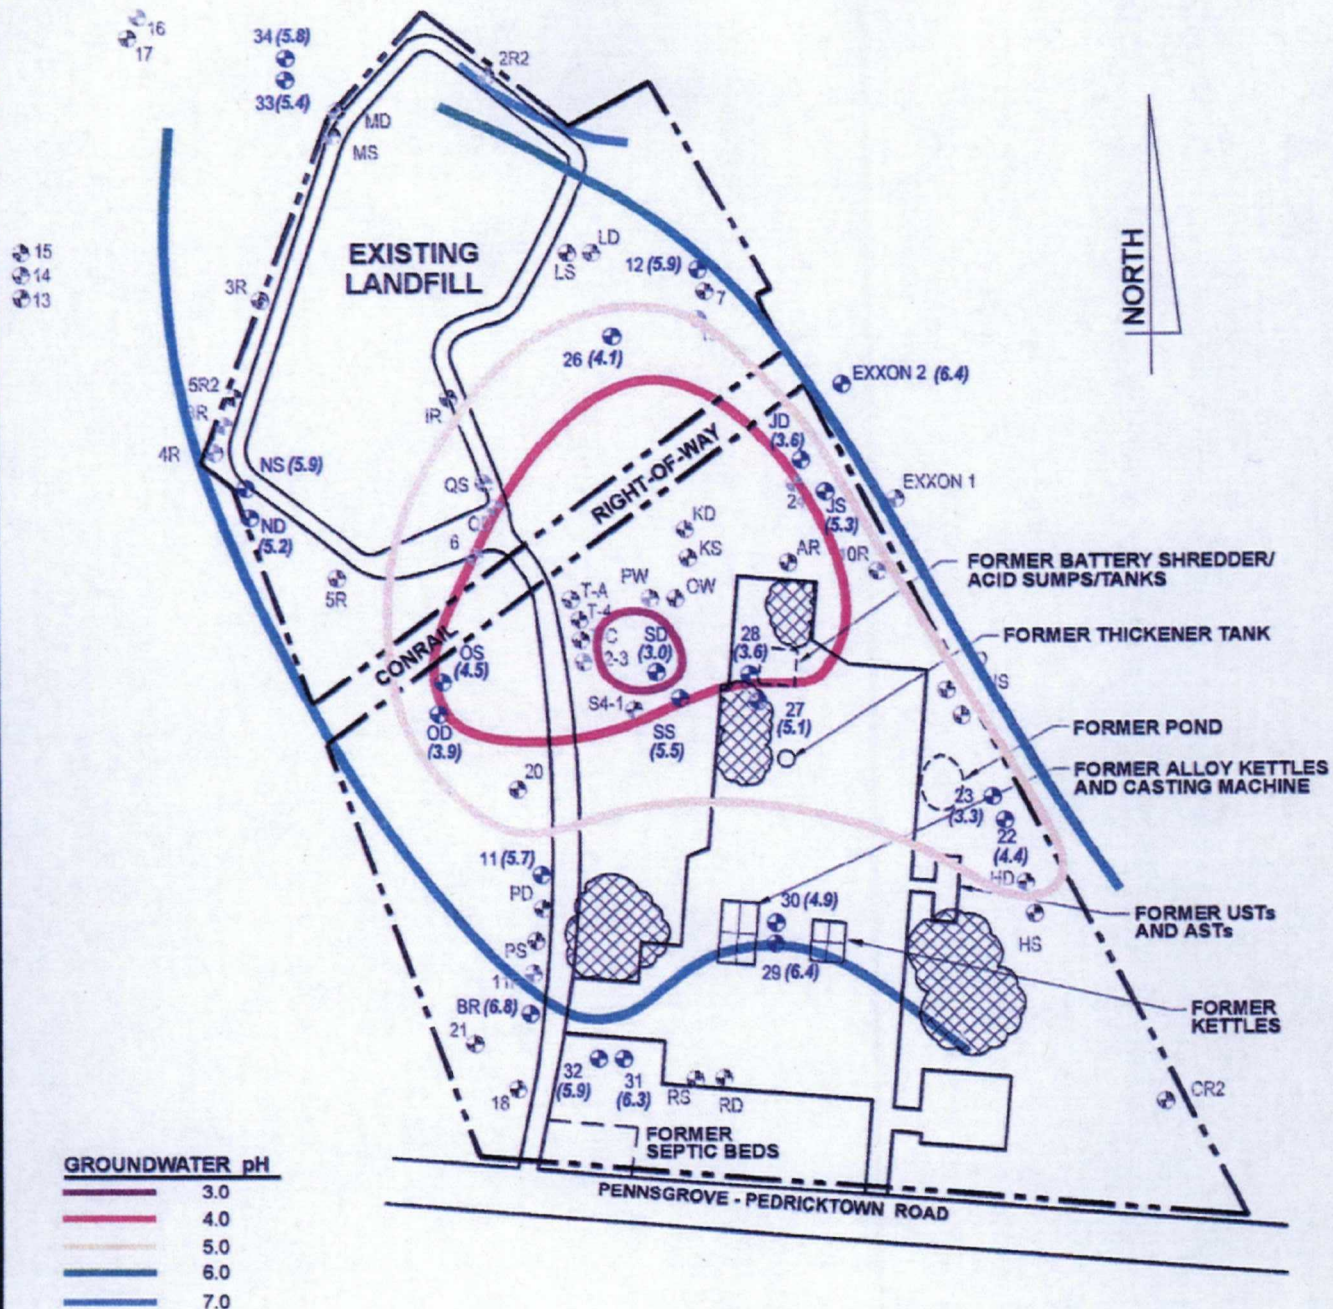 16
17
34 (5.8)
33 (5.4)
2R2
MD
MS
15
14
13
EXISTING
LANDFILL
LD
LS
12 (5.9)
7
3R
26 (4.1)
NORTH
EXXON 2 (6.4)
4R
NS (5.9)
ND
(5.2)
QS
6
5R
RIGHT-OF-WAY
CONRAIL
JD
(3.6)
JS
(5.3)
EXXON 1
10R
AR
KD
KS
PW
OW
T-A
T-4
C
2-3
SD
(3.0)
28
(3.6)
FORMER BATTERY SHREDDER/
ACID SUMPS/TANKS
FORMER THICKENER TANK
OS
(4.5)
OD
(3.9)
S4-1
SS
(5.5)
27
(5.1)
FORMER POND
FORMER ALLOY KETTLES
AND CASTING MACHINE
20
23
(3.3)
22
(4.4)
HD
HS
11 (5.7)
PD
PS
30 (4.9)
29 (6.4)
FORMER USTs
AND ASTs
FORMER
KETTLES
BR (6.8)
21
18
32
(5.9)
31
(6.3)
RS
RD
CR2
FORMER
SEPTIC BEDS
PENNSGROVE - PEDRICKTOWN ROAD
GROUNDWATER pH
3.0
4.0
5.0
6.0
7.0